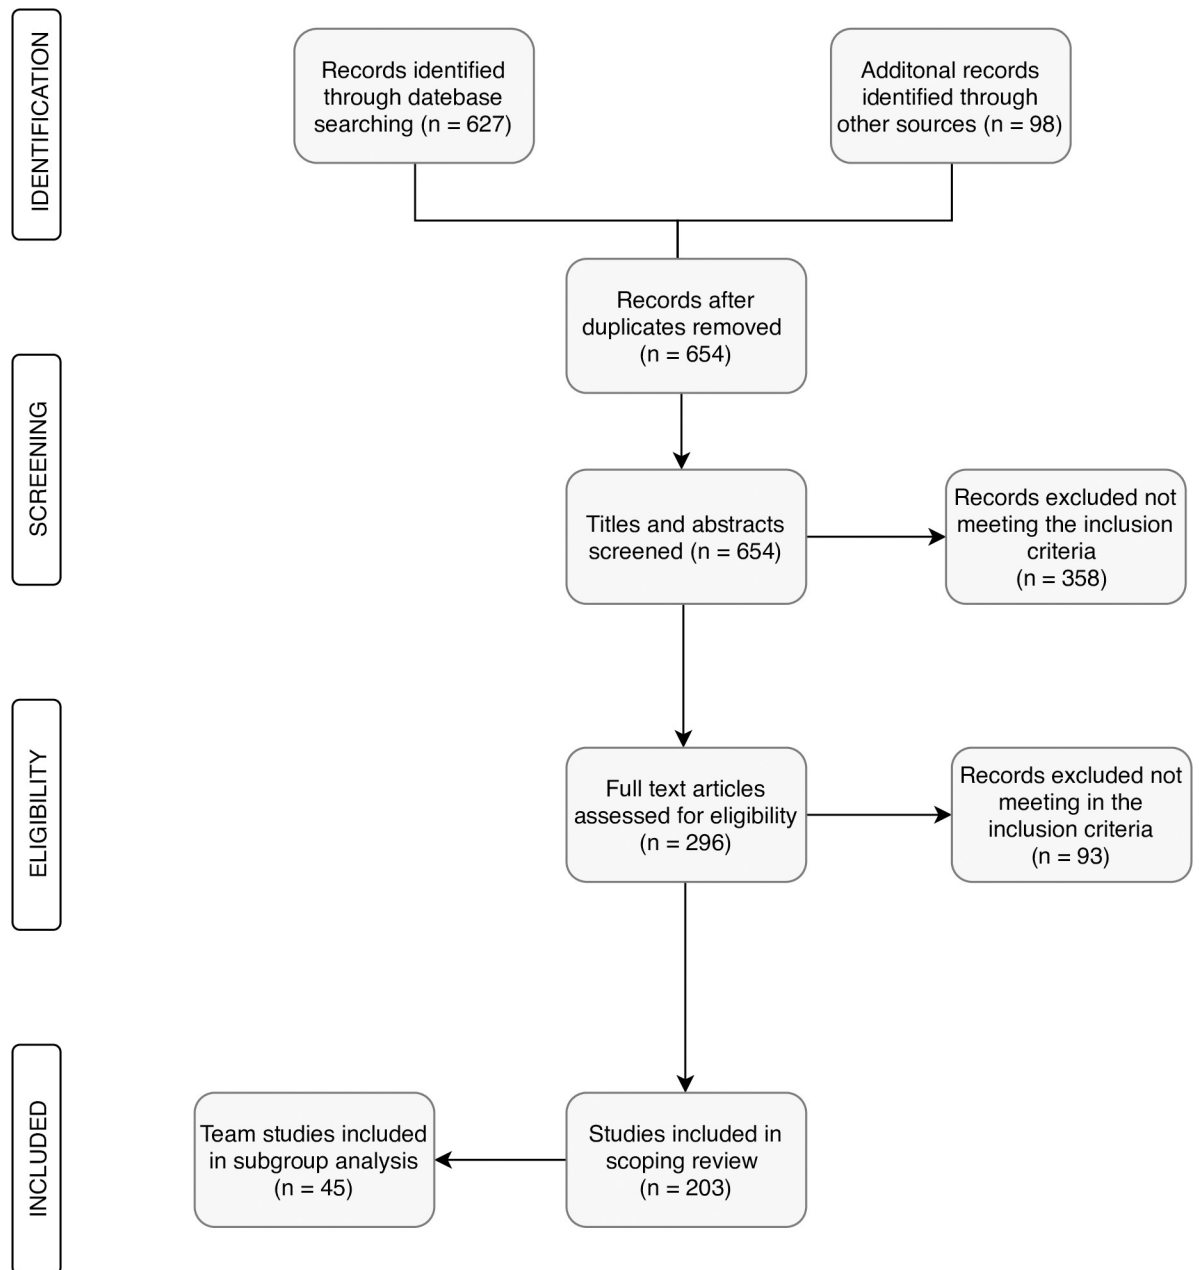 IDENTIFICATION
Records identified
through datebase
searching (n = 627)
Additonal records
identified through
other sources (n = 98)
Records after
duplicates removed
(n = 654)
SCREENING
Titles and abstracts
screened (n = 654)
Records excluded not
meeting the inclusion
criteria
(n = 358)
ELIGIBILITY
Full text articles
assessed for eligibility
(n = 296)
Records excluded not
meeting in the
inclusion criteria
(n = 93)
INCLUDED
Team studies included
in subgroup analysis
(n = 45)
Studies included in
scoping review
(n = 203)